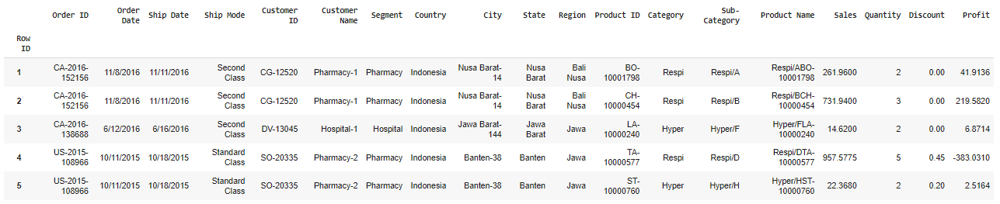 Order ID Order Date Ship Date Ship Mode Customer ID Customer Name Segment Country City State Region Product ID Category Sub-Category Product Name Sales Quantity Discount Profit
Row ID
1 CA-2016-152156 11/8/2016 11/11/2016 Second Class CG-12520 Pharmacy-1 Pharmacy Indonesia Nusa Barat-14 Nusa Barat Bali Nusa BO-10001798 Respi Respi/A Respi/ABO-10001798 261.9600 2 0.00 41.9136
2 CA-2016-152156 11/8/2016 11/11/2016 Second Class CG-12520 Pharmacy-1 Pharmacy Indonesia Nusa Barat-14 Nusa Barat Bali Nusa CH-10000454 Respi Respi/B Respi/BCH-10000454 731.9400 3 0.00 219.5820
3 CA-2016-138688 6/12/2016 6/16/2016 Second Class DV-13045 Hospital-1 Hospital Indonesia Jawa Barat-144 Jawa Barat Jawa LA-10000240 Hyper Hyper/F Hyper/FLA-10000240 14.6200 2 0.00 6.8714
4 US-2015-108966 10/11/2015 10/18/2015 Standard Class SO-20335 Pharmacy-2 Pharmacy Indonesia Banten-38 Banten Jawa TA-10000577 Respi Respi/D Respi/DTA-10000577 957.5775 5 0.45 -383.0310
5 US-2015-108966 10/11/2015 10/18/2015 Standard Class SO-20335 Pharmacy-2 Pharmacy Indonesia Banten-38 Banten Jawa ST-10000760 Hyper Hyper/H Hyper/HST-10000760 22.3680 2 0.20 2.5164